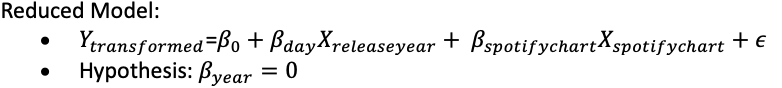 Reduced Model:
• Y_transformed=β_0 + β_day X_releaseyear + β_spotifychart X_spotifychart + ϵ
• Hypothesis: β_year = 0